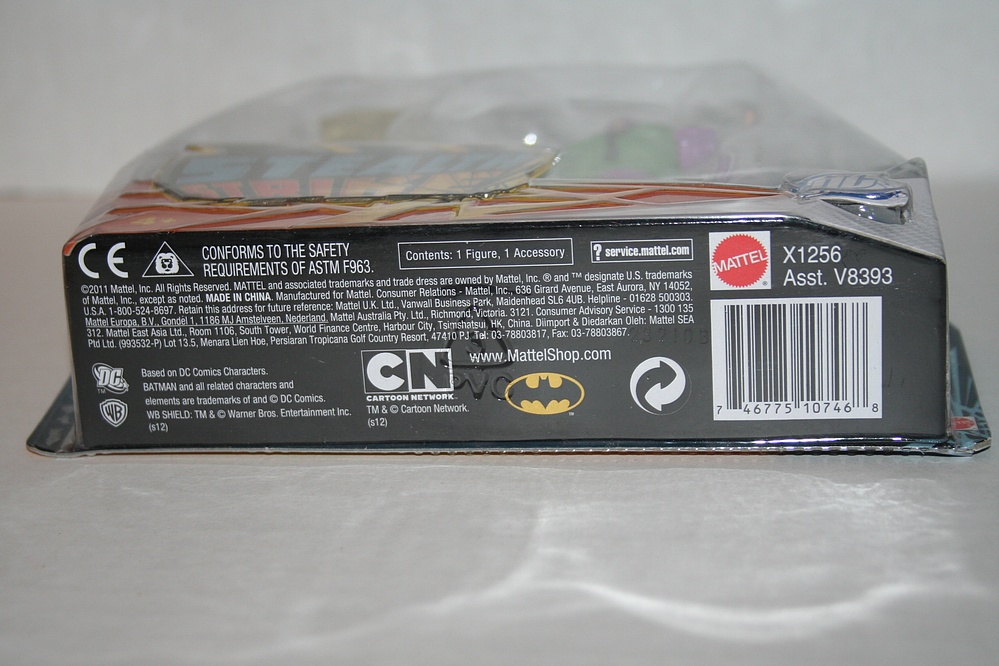 CE
CONFORMS TO THE SAFETY
REQUIREMENTS OF ASTM F963.
Contents: 1 Figure, 1 Accessory
? service.mattel.com
MATTEL
X1256
Asst. V8393
©2011 Mattel, Inc. All Rights Reserved. MATTEL and associated trademarks and trade dress are owned by Mattel, Inc. ® and ™ designate U.S. trademarks
of Mattel, Inc., except as noted. MADE IN CHINA. Manufactured for Mattel. Consumer Relations - Mattel, Inc., 636 Girard Avenue, East Aurora, NY 14052,
U.S.A. 1-800-524-8697. Retain this address for future reference: Mattel U.K. Ltd., Vanwall Business Park, Maidenhead SL6 4UB. Helpline - 01628 500303.
Mattel Europa, B.V., Gondel 1, 1186 MJ Amstelveen, Nederland. Mattel Australia Pty. Ltd., Richmond, Victoria. 3121. Consumer Advisory Service - 1300 135
312. Mattel East Asia Ltd., Room 1106, South Tower, World Finance Centre, Harbour City, Tsimshatsui, HK, China. Diimport & Diedarkan Oleh: Mattel SEA
Ptd Ltd. (993532-P) Lot 13.5, Menara Lien Hoe, Persiaran Tropicana Golf Country Resort, 47410 PJ. Tel: 03-78803817, Fax: 03-78803867.
DC
TM
WB
Based on DC Comics Characters.
BATMAN and all related characters and
elements are trademarks of and © DC Comics.
WB SHIELD: TM & © Warner Bros. Entertainment Inc.
(s12)
www.MattelShop.com
CN
CARTOON NETWORK
TM & © Cartoon Network.
(s12)
PVC
7 46775 10746 8